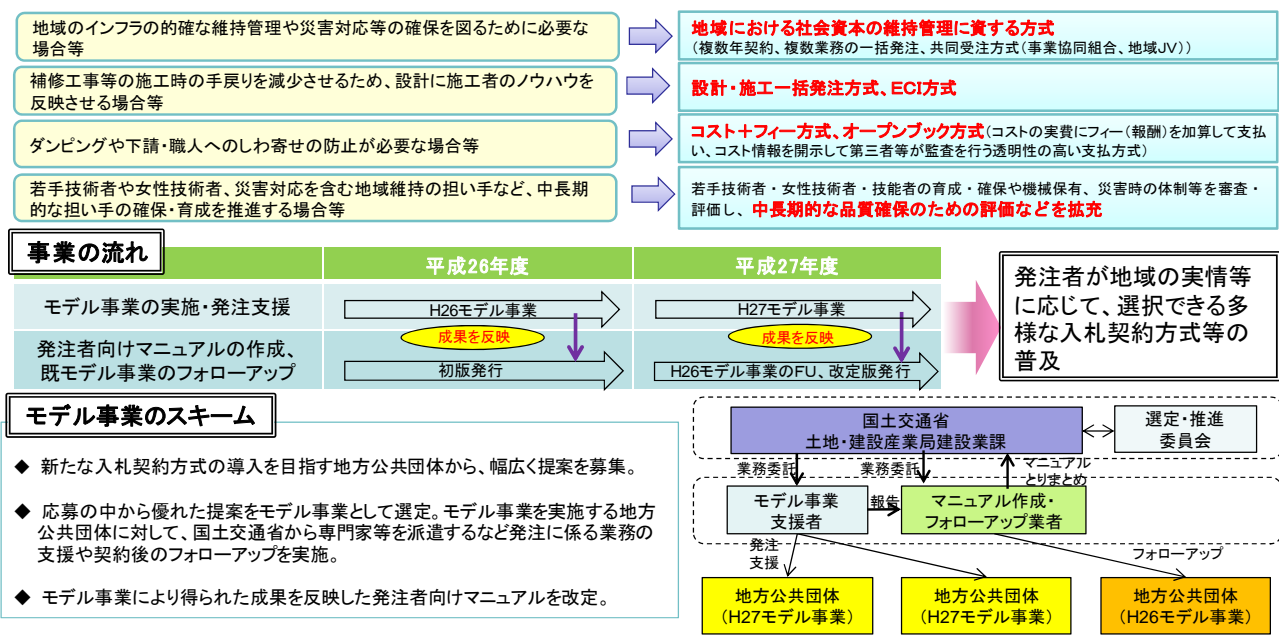 地域のインフラの的確な維持管理や災害対応等の確保を図るために必要な
場合等
地域における社会資本の維持管理に資する方式
（複数年契約、複数業務の一括発注、共同受注方式（事業協同組合、地域JV））
補修工事等の施工時の手戻りを減少させるため、設計に施工者のノウハウを
反映させる場合等
設計・施工一括発注方式、ECI方式
ダンピングや下請・職人へのしわ寄せの防止が必要な場合等
コスト＋フィー方式、オープンブック方式（コストの実費にフィー（報酬）を加算して支払
い、コスト情報を開示して第三者等が監査を行う透明性の高い支払方式）
若手技術者や女性技術者、災害対応を含む地域維持の担い手など、中長期
的な担い手の確保・育成を推進する場合等
若手技術者・女性技術者・技能者の育成・確保や機械保有、災害時の体制等を審査・
評価し、中長期的な品質確保のための評価などを拡充
事業の流れ
平成26年度
平成27年度
モデル事業の実施・発注支援
H26モデル事業
H27モデル事業
成果を反映
成果を反映
発注者向けマニュアルの作成、
既モデル事業のフォローアップ
初版発行
H26モデル事業のFU、改定版発行
発注者が地域の実情等
に応じて、選択できる多
様な入札契約方式等の
普及
モデル事業のスキーム
◆ 新たな入札契約方式の導入を目指す地方公共団体から、幅広く提案を募集。
◆ 応募の中から優れた提案をモデル事業として選定。モデル事業を実施する地方
公共団体に対して、国土交通省から専門家等を派遣するなど発注に係る業務の
支援や契約後のフォローアップを実施。
◆ モデル事業により得られた成果を反映した発注者向けマニュアルを改定。
国土交通省
土地・建設産業局建設業課
選定・推進
委員会
業務委託
業務委託
マニュアル
とりまとめ
モデル事業
支援者
報告
マニュアル作成・
フォローアップ業者
発注
支援
フォローアップ
地方公共団体
（H27モデル事業）
地方公共団体
（H27モデル事業）
地方公共団体
（H26モデル事業）